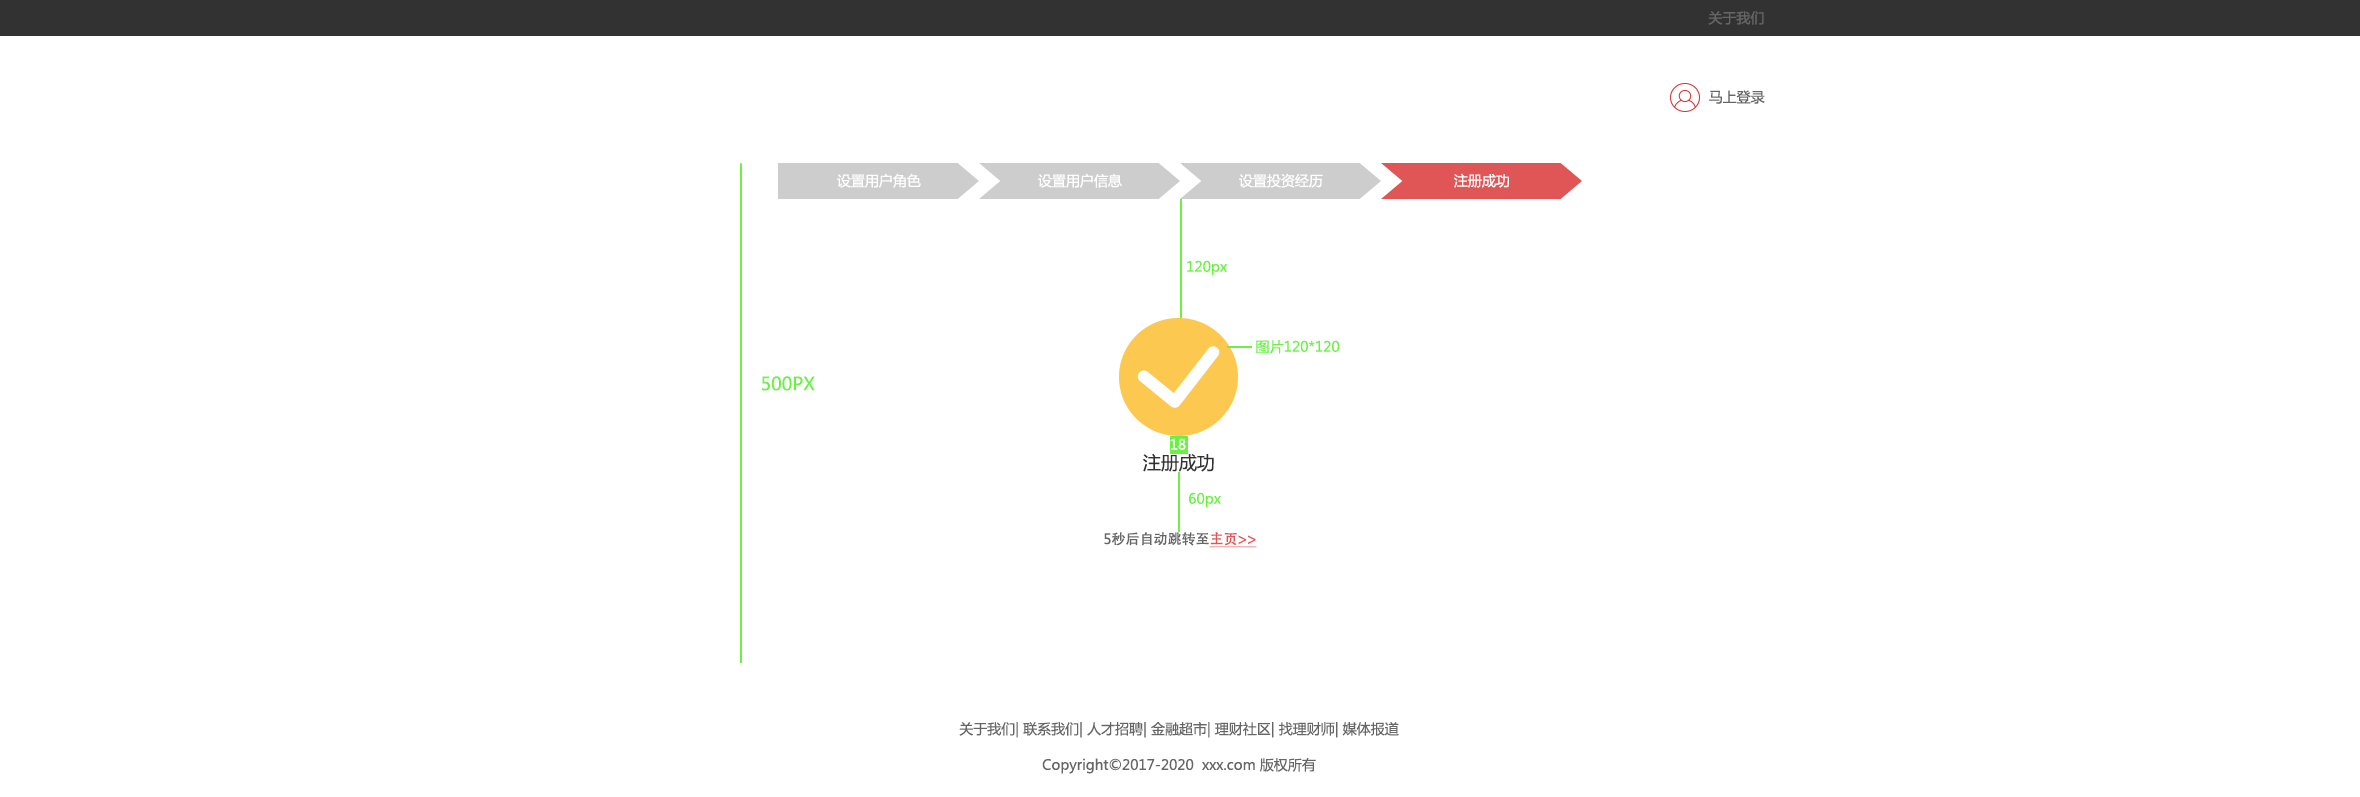 关于我们
马上登录
设置用户角色 设置用户信息 设置投资经历 注册成功
120px
图片120*120
500PX
18
注册成功
60px
5秒后自动跳转至主页>>
关于我们| 联系我们| 人才招聘| 金融超市| 理财社区| 找理财师| 媒体报道
Copyright©2017-2020 xxx.com 版权所有